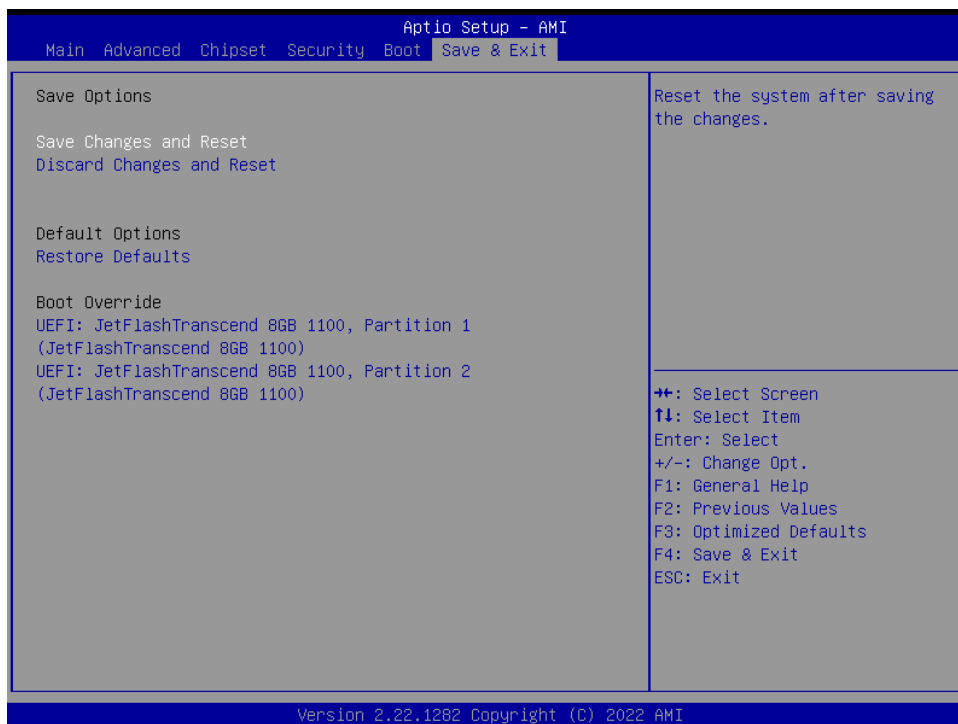 Aptio Setup – AMI
Main Advanced Chipset Security Boot Save & Exit
Save Options
Save Changes and Reset
Discard Changes and Reset
Default Options
Restore Defaults
Boot Override
UEFI: JetFlashTranscend 8GB 1100, Partition 1
(JetFlashTranscend 8GB 1100)
UEFI: JetFlashTranscend 8GB 1100, Partition 2
(JetFlashTranscend 8GB 1100)
Reset the system after saving
the changes.
→←: Select Screen
↑↓: Select Item
Enter: Select
+/-: Change Opt.
F1: General Help
F2: Previous Values
F3: Optimized Defaults
F4: Save & Exit
ESC: Exit
Version 2.22.1282 Copyright (C) 2022 AMI